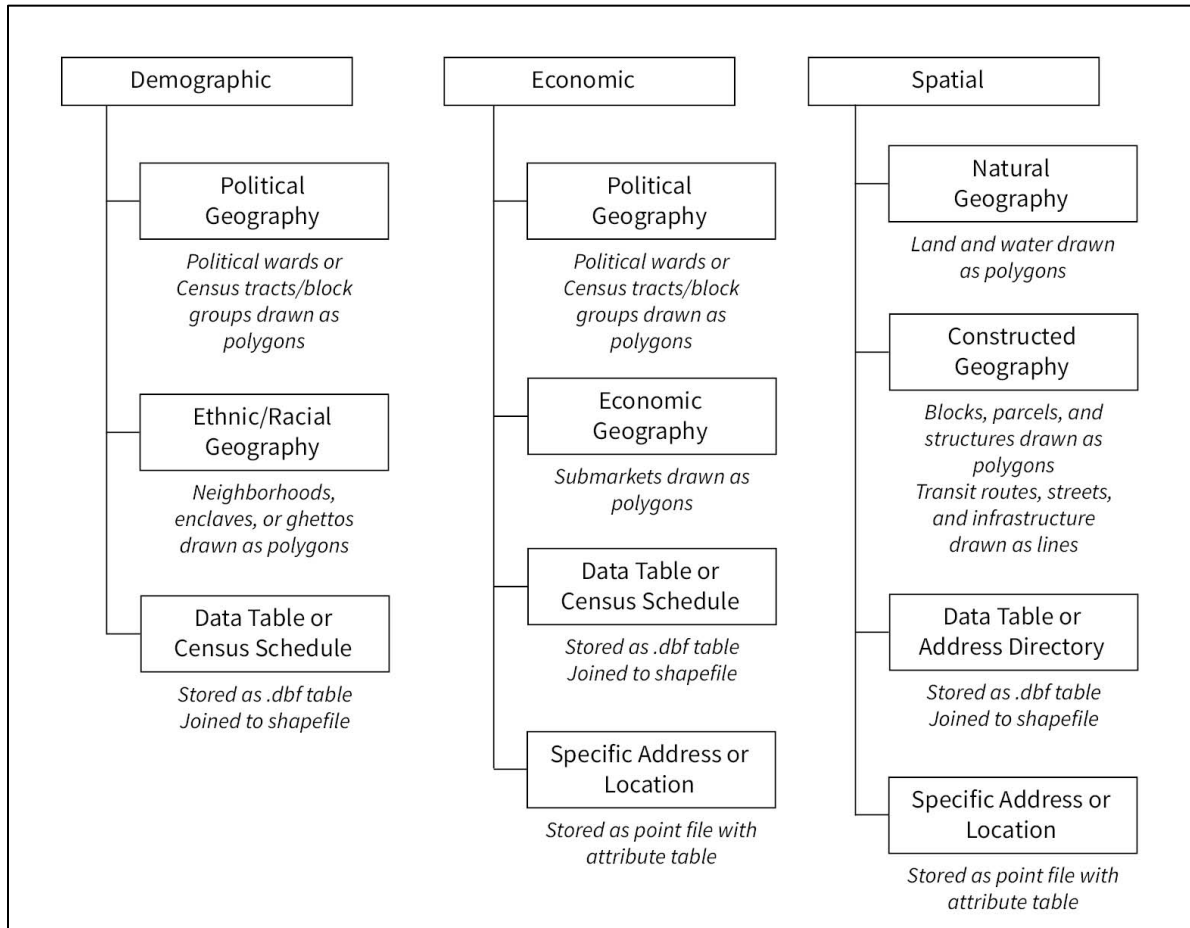 Demographic
Political
Geography
Political wards or
Census tracts/block
groups drawn as
polygons
Ethnic/Racial
Geography
Neighborhoods,
enclaves, or ghettos
drawn as polygons
Data Table or
Census Schedule
Stored as .dbf table
Joined to shapefile
Economic
Political
Geography
Political wards or
Census tracts/block
groups drawn as
polygons
Economic
Geography
Submarkets drawn as
polygons
Data Table or
Census Schedule
Stored as .dbf table
Joined to shapefile
Specific Address or
Location
Stored as point file with
attribute table
Spatial
Natural
Geography
Land and water drawn
as polygons
Constructed
Geography
Blocks, parcels, and
structures drawn as
polygons
Transit routes, streets,
and infrastructure
drawn as lines
Data Table or
Address Directory
Stored as .dbf table
Joined to shapefile
Specific Address or
Location
Stored as point file with
attribute table